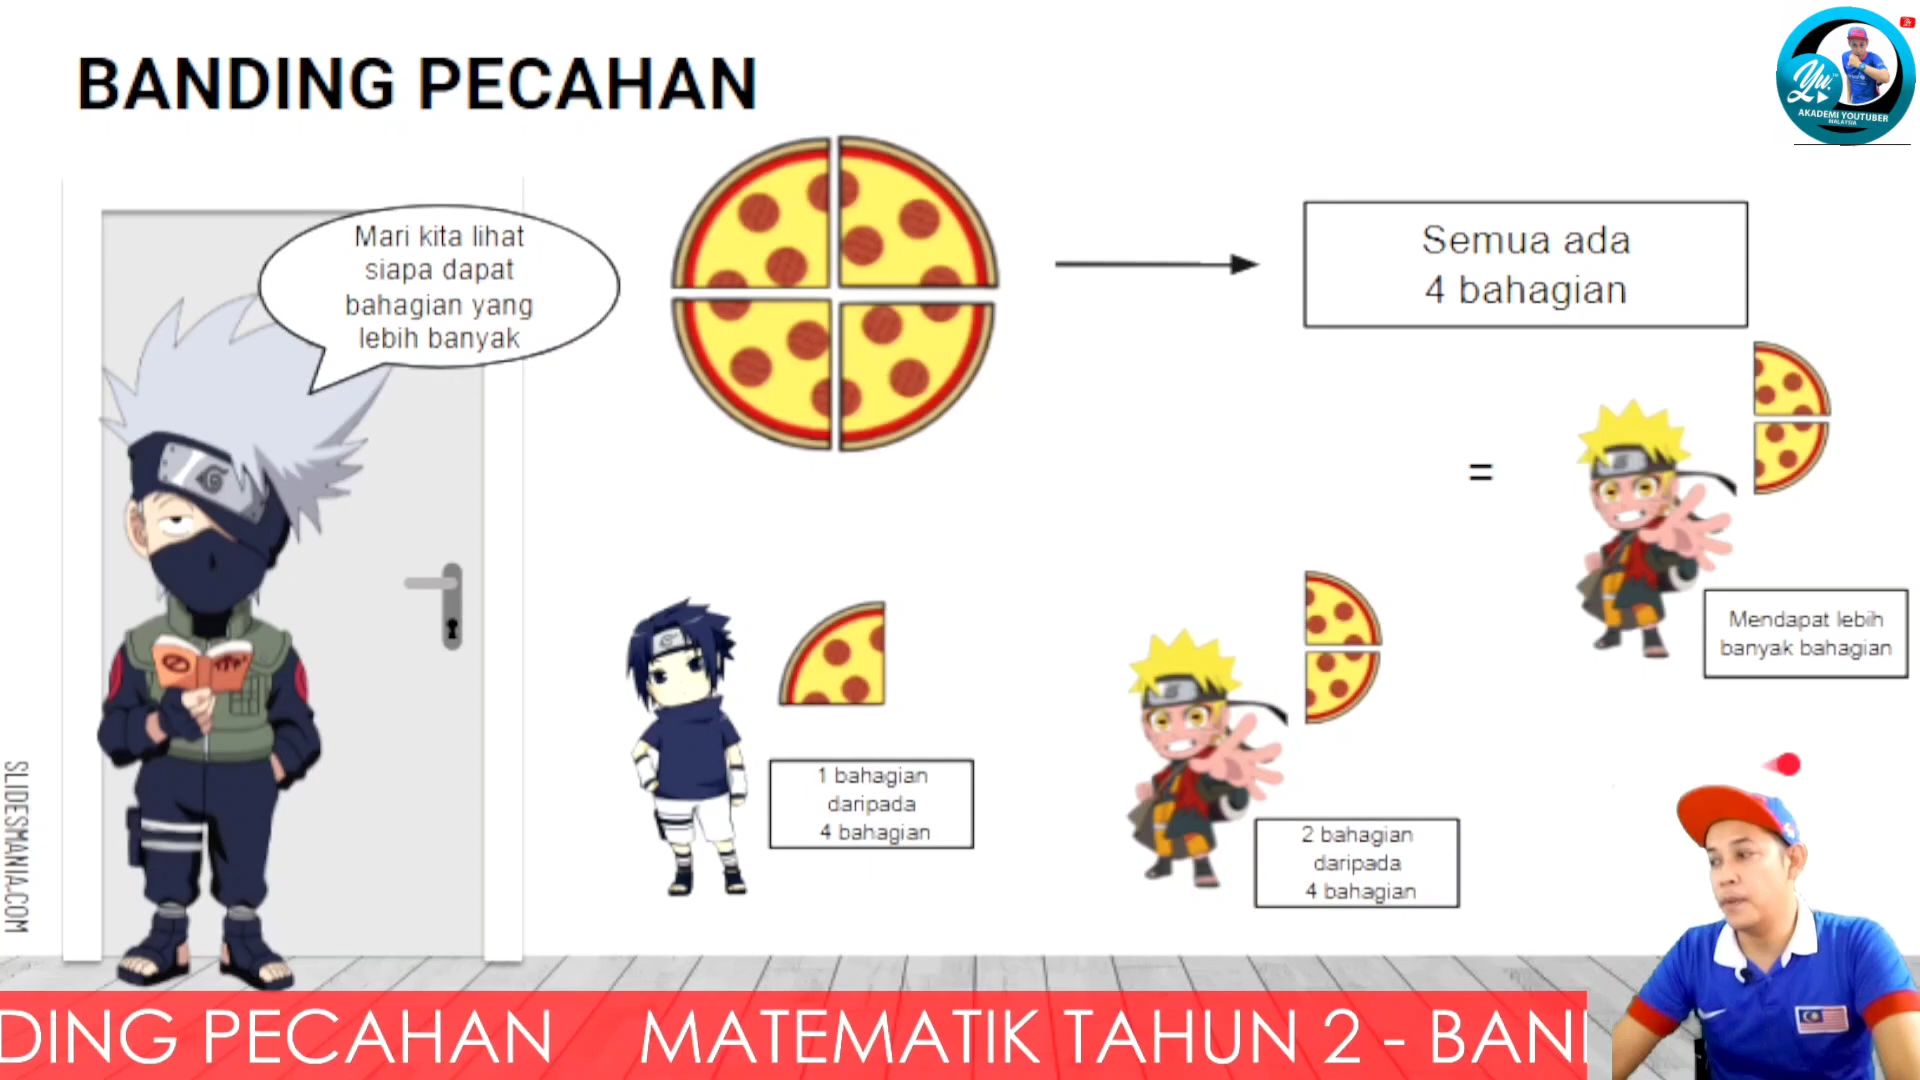 BANDING PECAHAN
AKADEMI YOUTUBER
MALAYSIA
Mari kita lihat
siapa dapat
bahagian yang
lebih banyak
Semua ada
4 bahagian
=
Mendapat lebih
banyak bahagian
1 bahagian
daripada
4 bahagian
2 bahagian
daripada
4 bahagian
SLIDESMANIA.COM
DING PECAHAN MATEMATIK TAHUN 2 - BAN